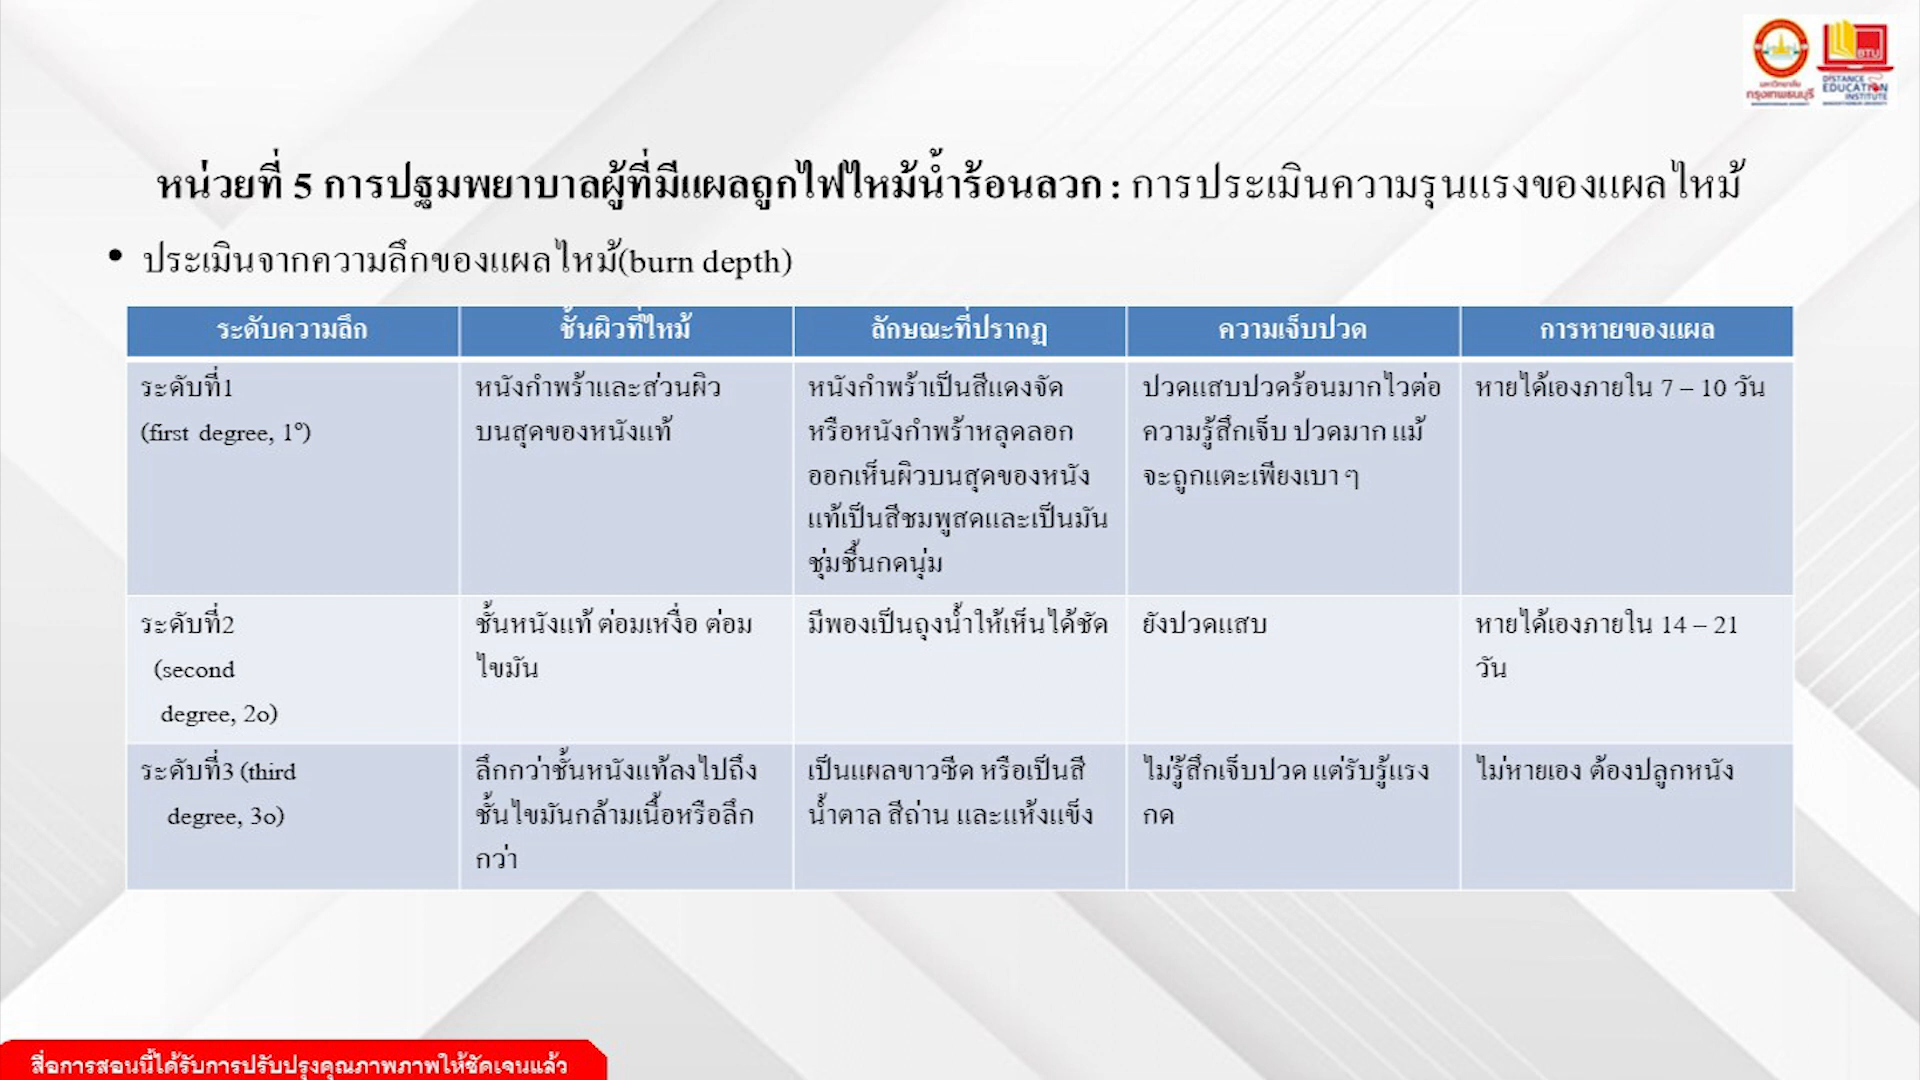 มหาวิทยาลัย
กรุงเทพธนบุรี
BTU
DISTANCE
EDUCATION
INSTITUTE
หน่วยที่ 5 การปฐมพยาบาลผู้ที่มีแผลถูกไฟไหม้น้ำร้อนลวก : การประเมินความรุนแรงของแผลไหม้
• ประเมินจากความลึกของแผลไหม้(burn depth)
ระดับความลึก
ชั้นผิวที่ไหม้
ลักษณะที่ปรากฏ
ความเจ็บปวด
การหายของแผล
ระดับที่1
(first degree, 1°)
หนังกำพร้าและส่วนผิว
บนสุดของหนังแท้
หนังกำพร้าเป็นสีแดงจัด
หรือหนังกำพร้าหลุดลอก
ออกเห็นผิวบนสุดของหนัง
แท้เป็นสีชมพูสดและเป็นมัน
ชุ่มชื้นกดนุ่ม
ปวดแสบปวดร้อนมากไวต่อ
ความรู้สึกเจ็บ ปวดมาก แม้
จะถูกแตะเพียงเบา ๆ
หายได้เองภายใน 7 – 10 วัน
ระดับที่2
(second
degree, 2o)
ชั้นหนังแท้ ต่อมเหงื่อ ต่อม
ไขมัน
มีพองเป็นถุงน้ำให้เห็นได้ชัด
ยังปวดแสบ
หายได้เองภายใน 14 – 21
วัน
ระดับที่3 (third
degree, 3o)
ลึกกว่าชั้นหนังแท้ลงไปถึง
ชั้นไขมันกล้ามเนื้อหรือลึก
กว่า
เป็นแผลขาวซีด หรือเป็นสี
น้ำตาล สีถ่าน และแห้งแข็ง
ไม่รู้สึกเจ็บปวด แต่รับรู้แรง
กด
ไม่หายเอง ต้องปลูกหนัง
สื่อการสอนนี้ได้รับการปรับปรุงคุณภาพภาพให้ชัดเจนแล้ว